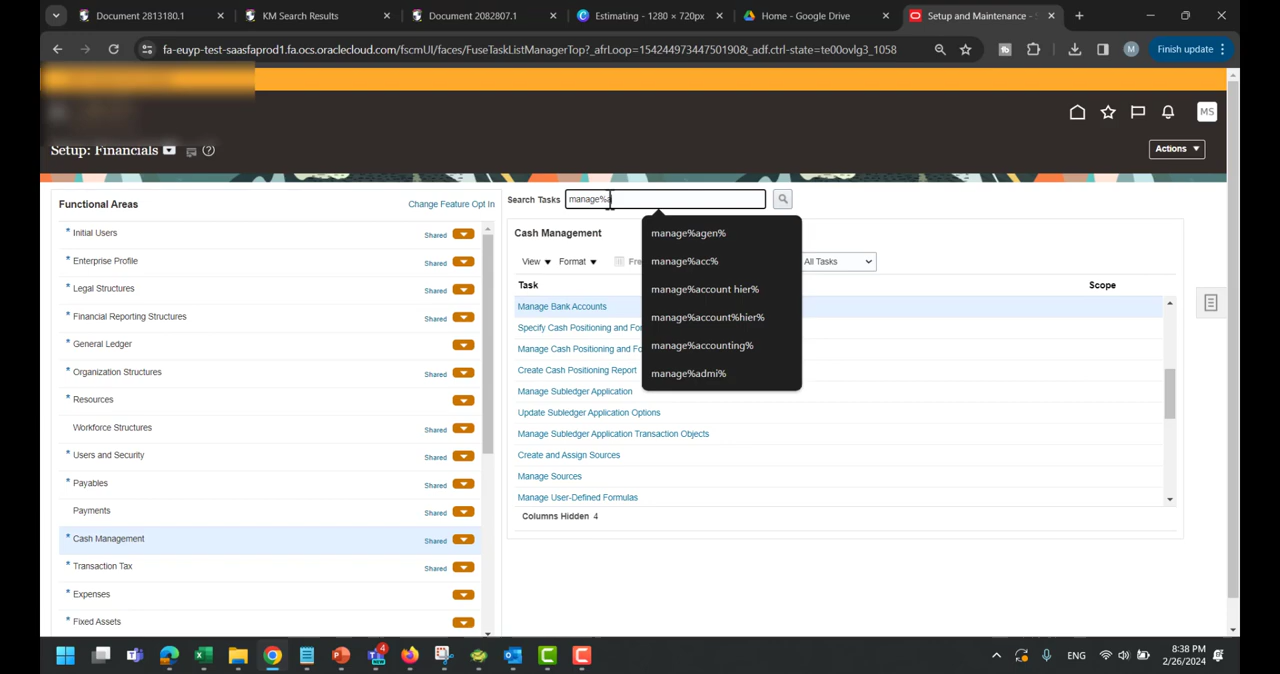 Document 2813180.1
KM Search Results
Document 2082807.1
Estimating - 1280 × 720px
Home - Google Drive
Setup and Maintenance -
fa-euyp-test-saasfaprod1.fa.ocs.oraclecloud.com/fscmUI/faces/FuseTaskListManagerTop?_afrLoop=15424497344750190&_adf.ctrl-state=te00ovlg3_1058
M
Finish update
MS
Setup: Financials
Actions
Functional Areas
Change Feature Opt In
* Initial Users Shared
* Enterprise Profile Shared
* Legal Structures Shared
* Financial Reporting Structures Shared
* General Ledger
* Organization Structures Shared
* Resources
Workforce Structures Shared
* Users and Security Shared
* Payables Shared
Payments Shared
* Cash Management Shared
* Transaction Tax Shared
* Expenses
* Fixed Assets
Search Tasks manage%a
manage%agen%
manage%acc%
manage%account hier%
manage%account%hier%
manage%accounting%
manage%admi%
Cash Management
View Format Fre All Tasks
Task Scope
Manage Bank Accounts
Specify Cash Positioning and For
Manage Cash Positioning and Fo
Create Cash Positioning Report
Manage Subledger Application
Update Subledger Application Options
Manage Subledger Application Transaction Objects
Create and Assign Sources
Manage Sources
Manage User-Defined Formulas
Columns Hidden 4
4
ENG
8:38 PM
2/26/2024